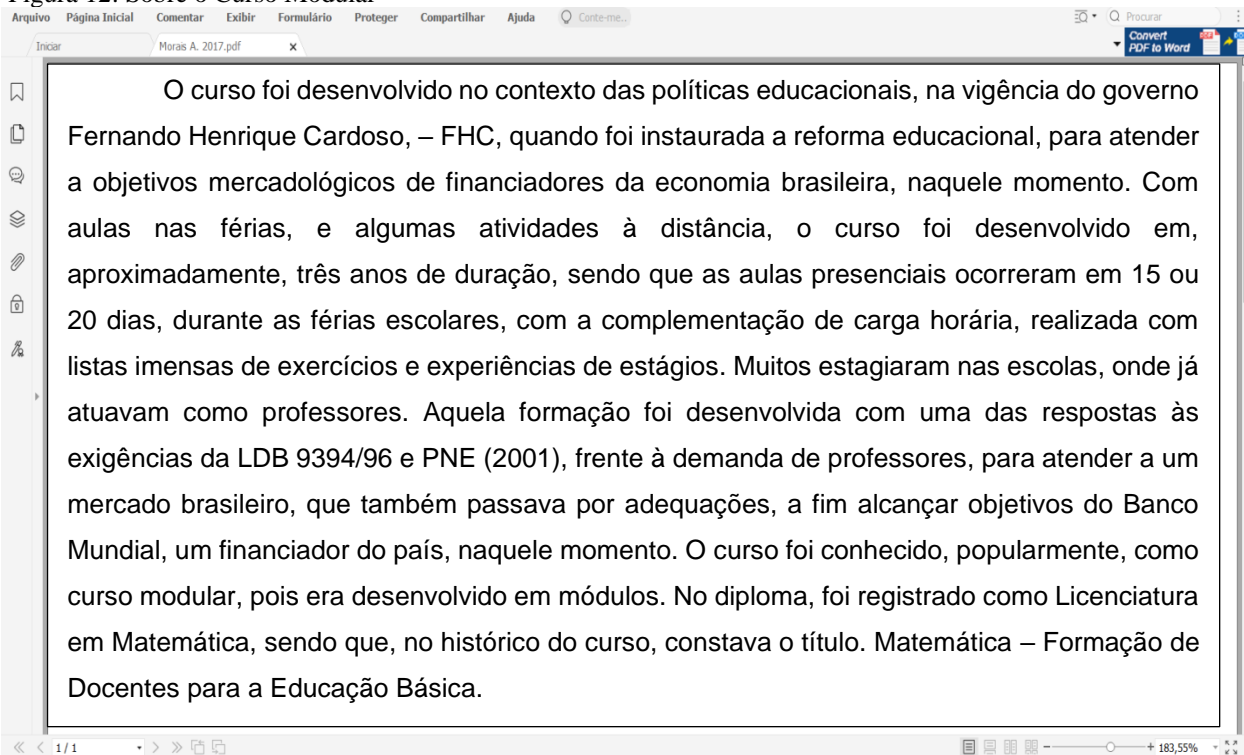 Figura 12: Sobre o Curso Modular
Arquivo Página Inicial Comentar Exibir Formulário Proteger Compartilhar Ajuda Conte-me.. Procurar
Iniciar Morais A. 2017.pdf x Convert
PDF to Word
O curso foi desenvolvido no contexto das políticas educacionais, na vigência do governo
Fernando Henrique Cardoso, – FHC, quando foi instaurada a reforma educacional, para atender
a objetivos mercadológicos de financiadores da economia brasileira, naquele momento. Com
aulas nas férias, e algumas atividades à distância, o curso foi desenvolvido em,
aproximadamente, três anos de duração, sendo que as aulas presenciais ocorreram em 15 ou
20 dias, durante as férias escolares, com a complementação de carga horária, realizada com
listas imensas de exercícios e experiências de estágios. Muitos estagiaram nas escolas, onde já
atuavam como professores. Aquela formação foi desenvolvida com uma das respostas às
exigências da LDB 9394/96 e PNE (2001), frente à demanda de professores, para atender a um
mercado brasileiro, que também passava por adequações, a fim alcançar objetivos do Banco
Mundial, um financiador do país, naquele momento. O curso foi conhecido, popularmente, como
curso modular, pois era desenvolvido em módulos. No diploma, foi registrado como Licenciatura
em Matemática, sendo que, no histórico do curso, constava o título. Matemática – Formação de
Docentes para a Educação Básica.
1/1 183,55%